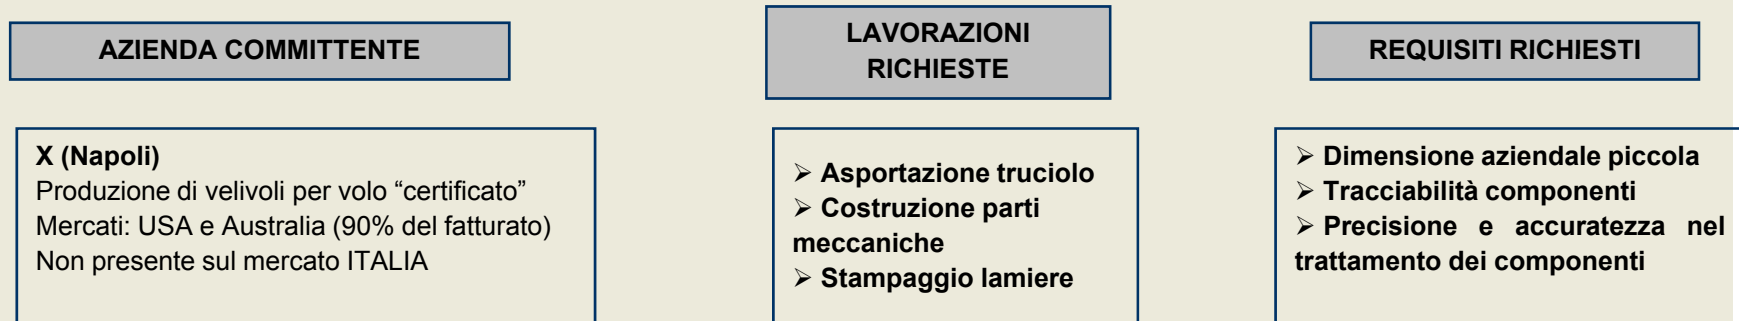 AZIENDA COMMITTENTE
LAVORAZIONI
RICHIESTE
REQUISITI RICHIESTI
X (Napoli)
Produzione di velivoli per volo “certificato”
Mercati: USA e Australia (90% del fatturato)
Non presente sul mercato ITALIA
➢ Asportazione truciolo
➢ Costruzione parti
meccaniche
➢ Stampaggio lamiere
➢ Dimensione aziendale piccola
➢ Tracciabilità componenti
➢ Precisione e accuratezza nel
trattamento dei componenti